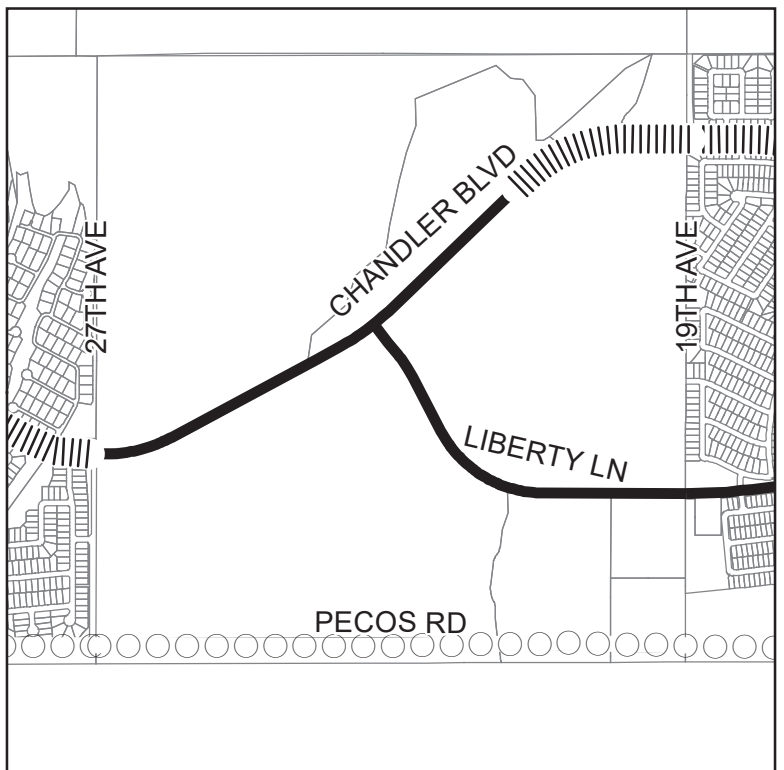 CHANDLER BLVD
27TH AVE
19TH AVE
LIBERTY LN
PECOS RD